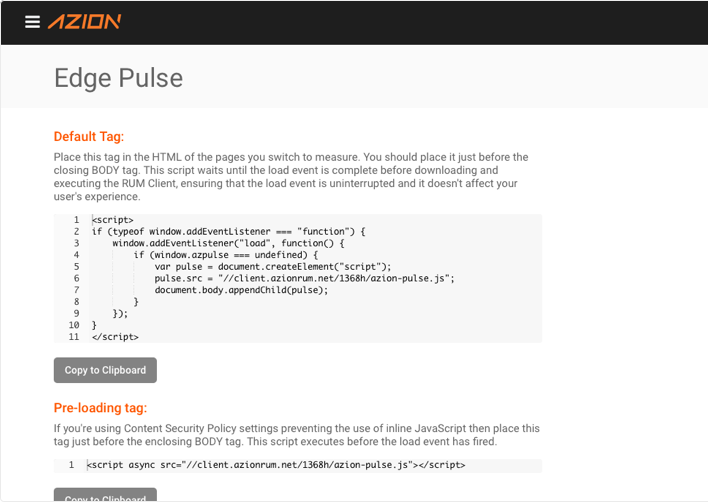 AZION
Edge Pulse
Default Tag:
Place this tag in the HTML of the pages you switch to measure. You should place it just before the
closing BODY tag. This script waits until the load event is complete before downloading and
executing the RUM Client, ensuring that the load event is uninterrupted and it doesn't affect your
user's experience.
1 <script>
2 if (typeof window.addEventListener === "function") {
3 window.addEventListener("load", function() {
4 if (window.azpulse === undefined) {
5 var pulse = document.createElement("script");
6 pulse.src = "//client.azionrum.net/1368h/azion-pulse.js";
7 document.body.appendChild(pulse);
8 }
9 });
10 }
11 </script>
Copy to Clipboard
Pre-loading tag:
If you're using Content Security Policy settings preventing the use of inline JavaScript then place this
tag just before the enclosing BODY tag. This script executes before the load event has fired.
1 <script async src="//client.azionrum.net/1368h/azion-pulse.js"></script>
Copy to Clipboard